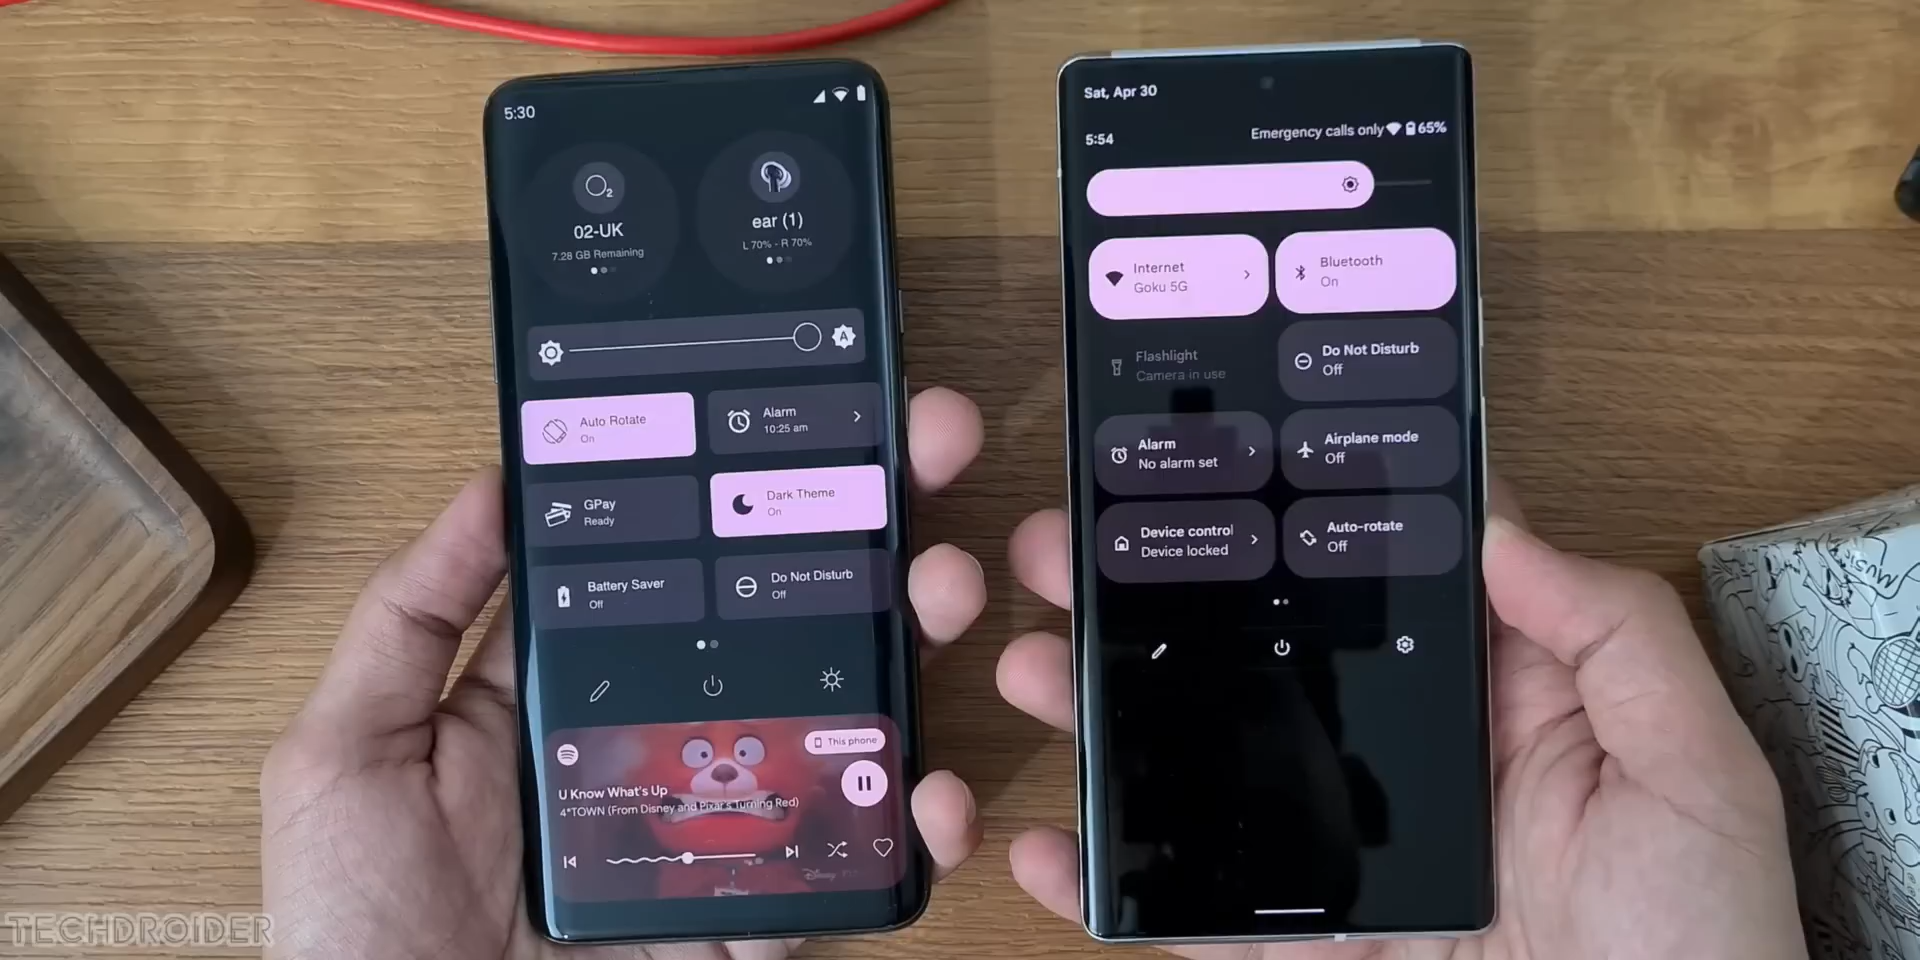 5:30
O2
02-UK
7.28 GB Remaining
ear (1)
L 70% - R 70%
A
Auto Rotate
On
Alarm
10:25 am
GPay
Ready
Dark Theme
On
Battery Saver
Off
Do Not Disturb
Off
This phone
U Know What's Up
4*TOWN (From Disney and Pixar's Turning Red)
Disney
Sat, Apr 30
5:54
Emergency calls only 65%
Internet
Goku 5G
Bluetooth
On
Flashlight
Camera in use
Do Not Disturb
Off
Alarm
No alarm set
Airplane mode
Off
Device control
Device locked
Auto-rotate
Off
MUSIC
TECHDROIDER